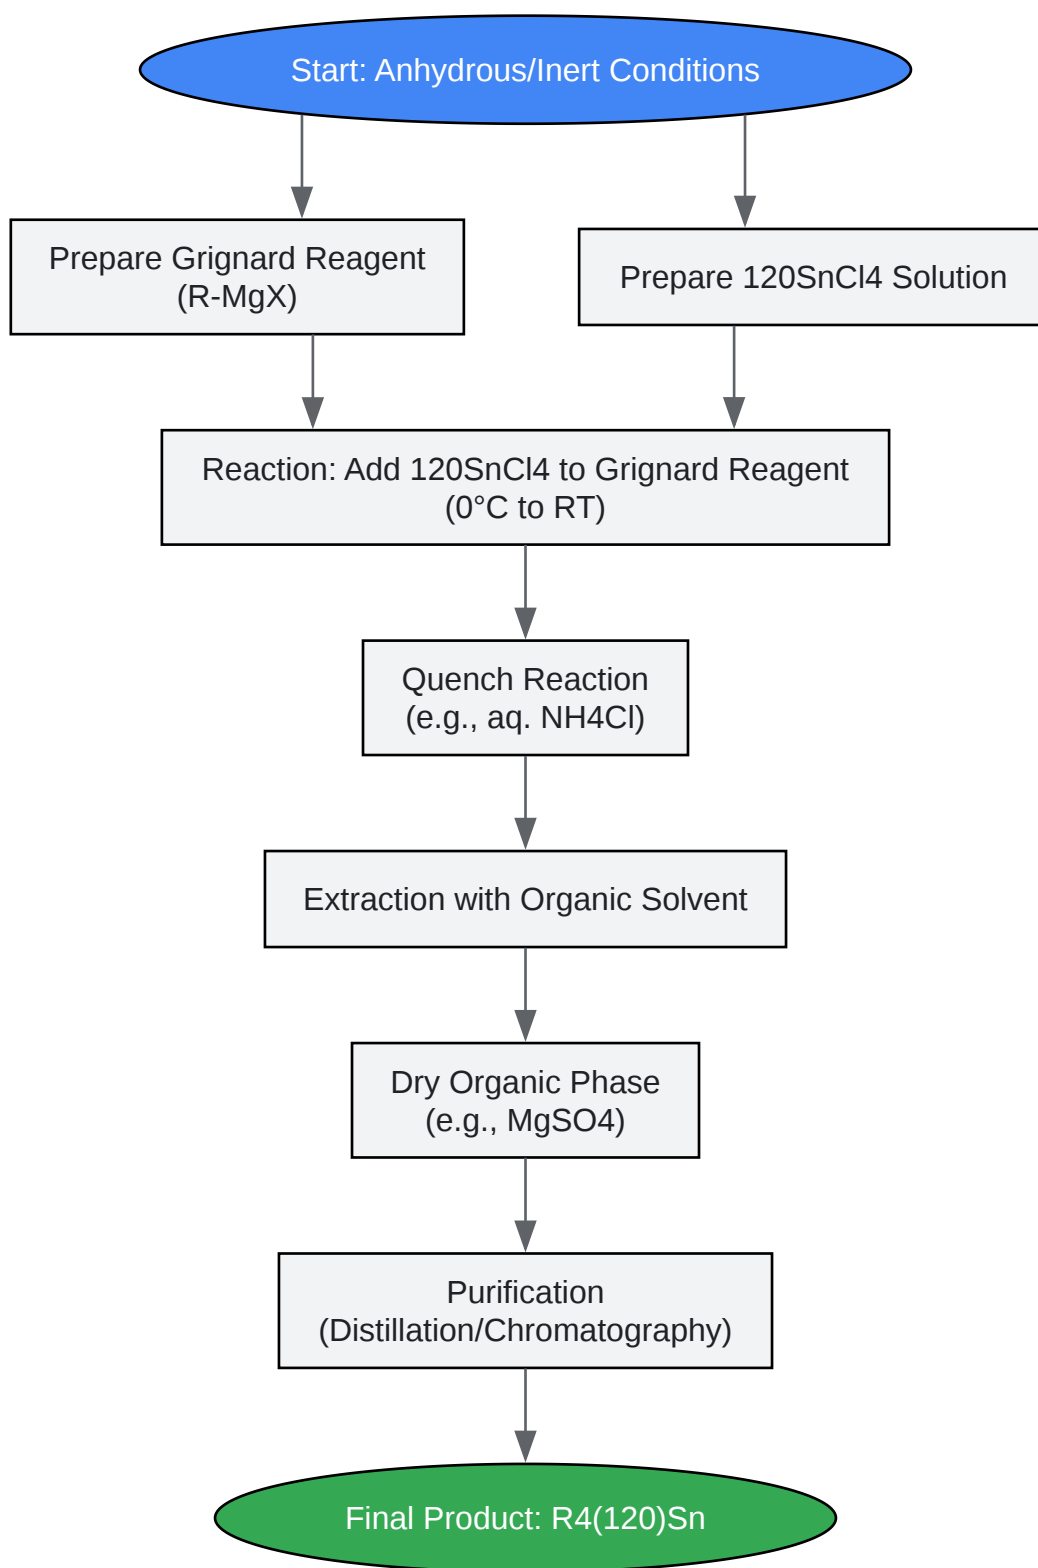 Start: Anhydrous/Inert Conditions
Prepare Grignard Reagent
(R-MgX)
Prepare 120SnCl4 Solution
Reaction: Add 120SnCl4 to Grignard Reagent
(0°C to RT)
Quench Reaction
(e.g., aq. NH4Cl)
Extraction with Organic Solvent
Dry Organic Phase
(e.g., MgSO4)
Purification
(Distillation/Chromatography)
Final Product: R4(120)Sn